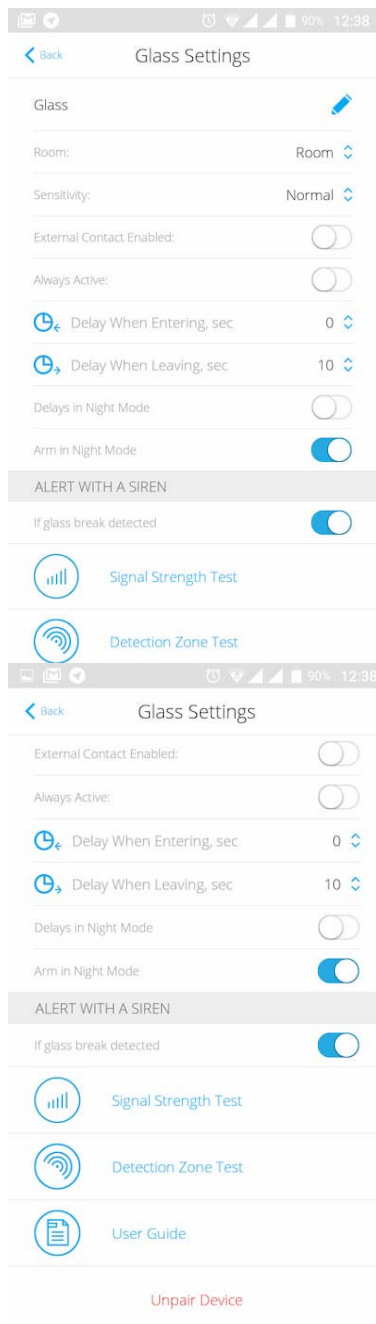 90% 12:38
Back Glass Settings
Glass
Room: Room
Sensitivity: Normal
External Contact Enabled:
Always Active:
Delay When Entering, sec 0
Delay When Leaving, sec 10
Delays in Night Mode
Arm in Night Mode
ALERT WITH A SIREN
If glass break detected
Signal Strength Test
Detection Zone Test
90% 12:38
Back Glass Settings
External Contact Enabled:
Always Active:
Delay When Entering, sec 0
Delay When Leaving, sec 10
Delays in Night Mode
Arm in Night Mode
ALERT WITH A SIREN
If glass break detected
Signal Strength Test
Detection Zone Test
User Guide
Unpair Device